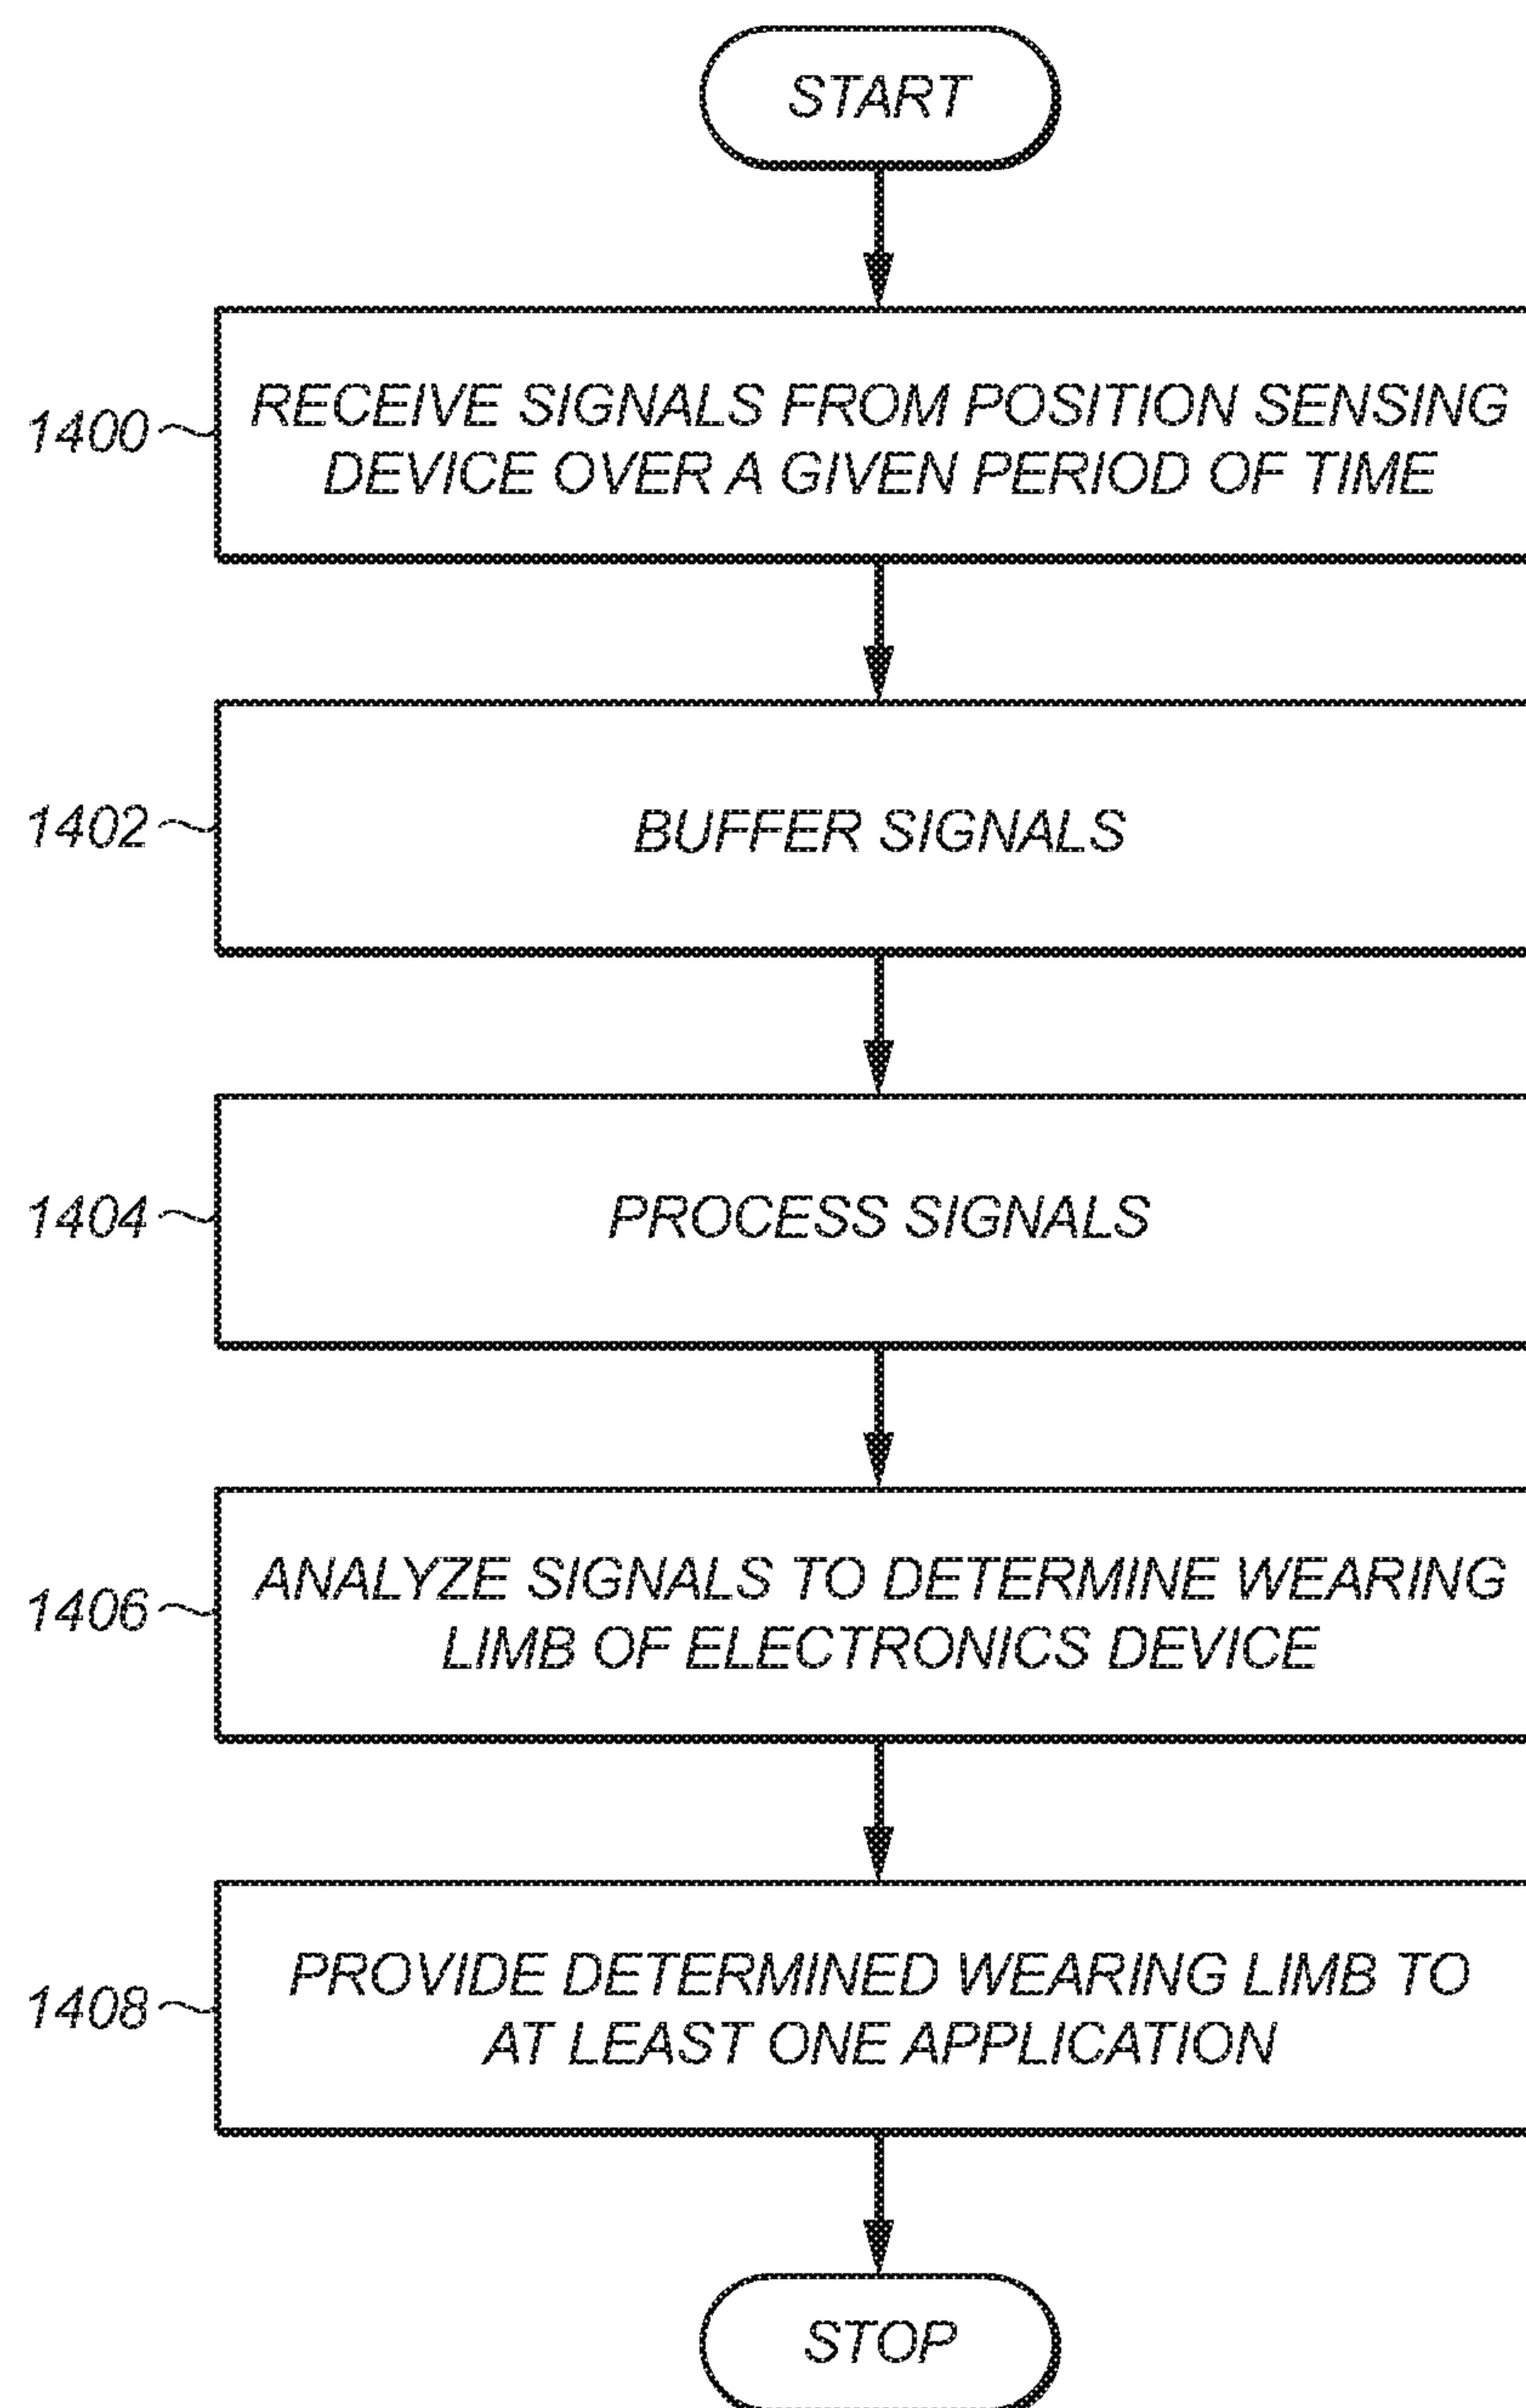 START
1400
RECEIVE SIGNALS FROM POSITION SENSING
DEVICE OVER A GIVEN PERIOD OF TIME
1402
BUFFER SIGNALS
1404
PROCESS SIGNALS
1406
ANALYZE SIGNALS TO DETERMINE WEARING
LIMB OF ELECTRONICS DEVICE
1408
PROVIDE DETERMINED WEARING LIMB TO
AT LEAST ONE APPLICATION
STOP